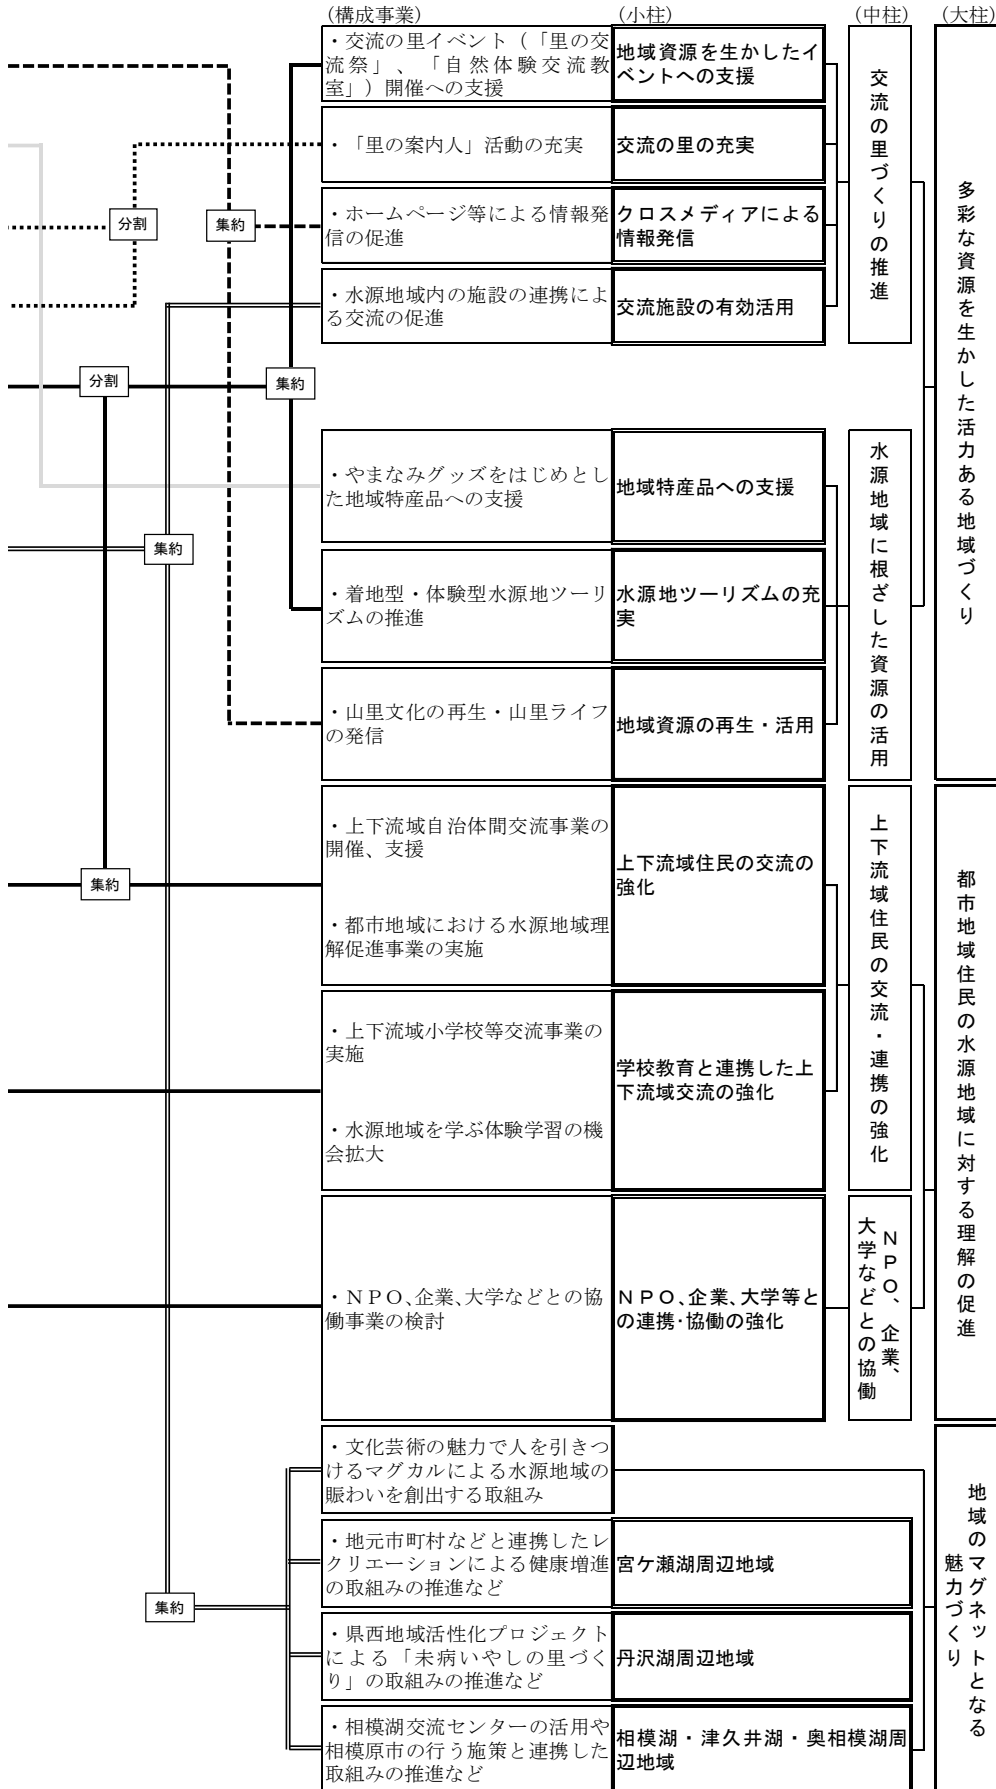 (構成事業)
(小柱)
(中柱)
(大柱)
・交流の里イベント（「里の交
流祭」、「自然体験交流教
室」）開催への支援
地域資源を生かしたイ
ベントへの支援
・「里の案内人」活動の充実
交流の里の充実
・ホームページ等による情報発
信の促進
クロスメディアによる
情報発信
・水源地域内の施設の連携によ
る交流の促進
交流施設の有効活用
交流の里づくりの推進
分割
集約
分割
集約
集約
・やまなみグッズをはじめとし
た地域特産品への支援
地域特産品への支援
・着地型・体験型水源地ツーリ
ズムの推進
水源地ツーリズムの充
実
・山里文化の再生・山里ライフ
の発信
地域資源の再生・活用
水源地域に根ざした資源の活用
多彩な資源を生かした活力ある地域づくり
集約
・上下流域自治体間交流事業の
開催、支援
・都市地域における水源地域理
解促進事業の実施
上下流域住民の交流の
強化
・上下流域小学校等交流事業の
実施
・水源地域を学ぶ体験学習の機
会拡大
学校教育と連携した上
下流域交流の強化
上下流域住民の交流・連携の強化
・ＮＰＯ、企業、大学などとの協
働事業の検討
ＮＰＯ、企業、大学等と
の連携・協働の強化
ＮＰＯ、企業、
大学などとの協働
都市地域住民の水源地域に対する理解の促進
・文化芸術の魅力で人を引きつ
けるマグカルによる水源地域の
賑わいを創出する取組み
・地元市町村などと連携したレ
クリエーションによる健康増進
の取組みの推進など
宮ケ瀬湖周辺地域
集約
・県西地域活性化プロジェクト
による「未病いやしの里づく
り」の取組みの推進など
丹沢湖周辺地域
・相模湖交流センターの活用や
相模原市の行う施策と連携した
取組みの推進など
相模湖・津久井湖・奥相模湖周
辺地域
地域のマグネットとなる
魅力づくり